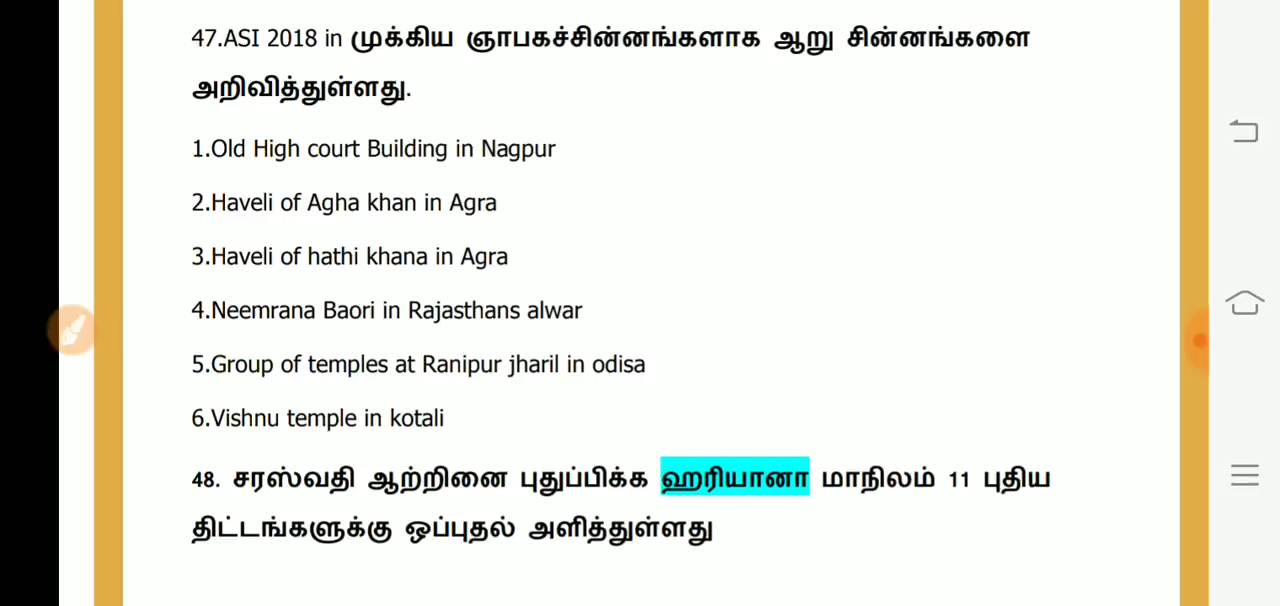 47.ASI 2018 in முக்கிய ஞாபகச்சின்னங்களாக ஆறு சின்னங்களை
அறிவித்துள்ளது.
1.Old High court Building in Nagpur
2.Haveli of Agha khan in Agra
3.Haveli of hathi khana in Agra
4.Neemrana Baori in Rajasthans alwar
5.Group of temples at Ranipur jharil in odisa
6.Vishnu temple in kotali
48. சரஸ்வதி ஆற்றினை புதுப்பிக்க ஹரியானா மாநிலம் 11 புதிய
திட்டங்களுக்கு ஒப்புதல் அளித்துள்ளது